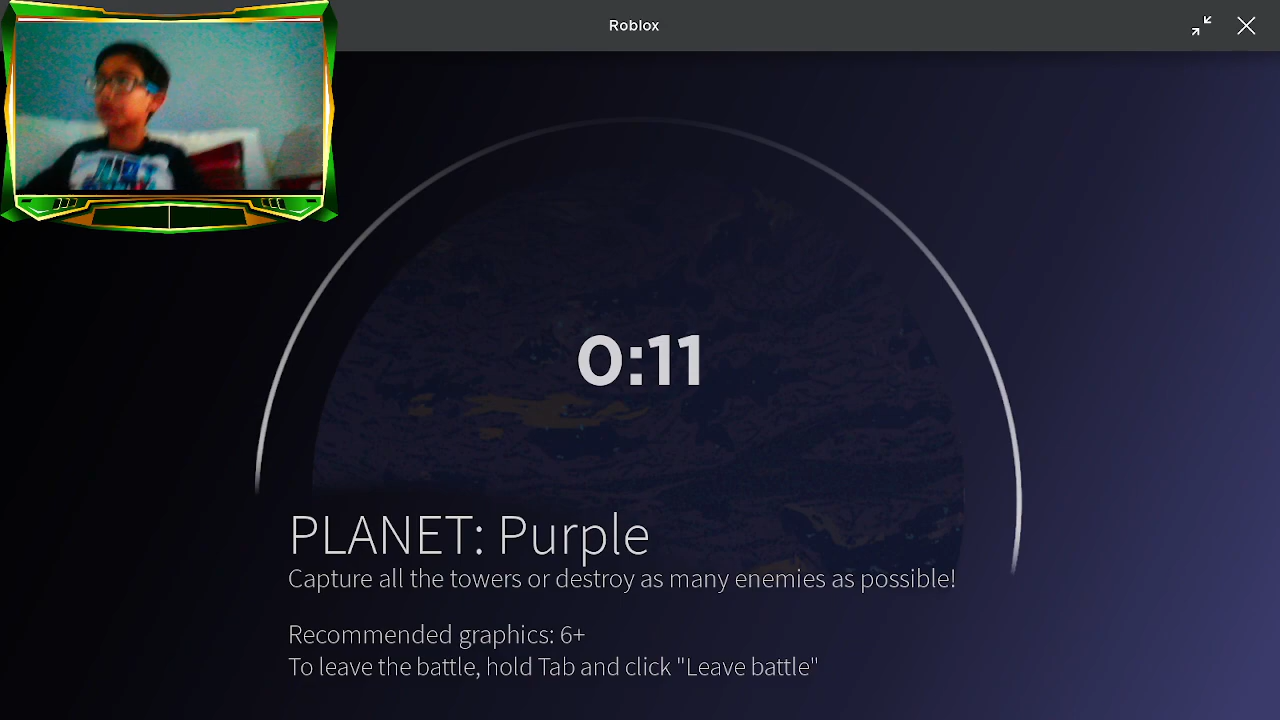 Roblox
0:11
PLANET: Purple
Capture all the towers or destroy as many enemies as possible!
Recommended graphics: 6+
To leave the battle, hold Tab and click "Leave battle"